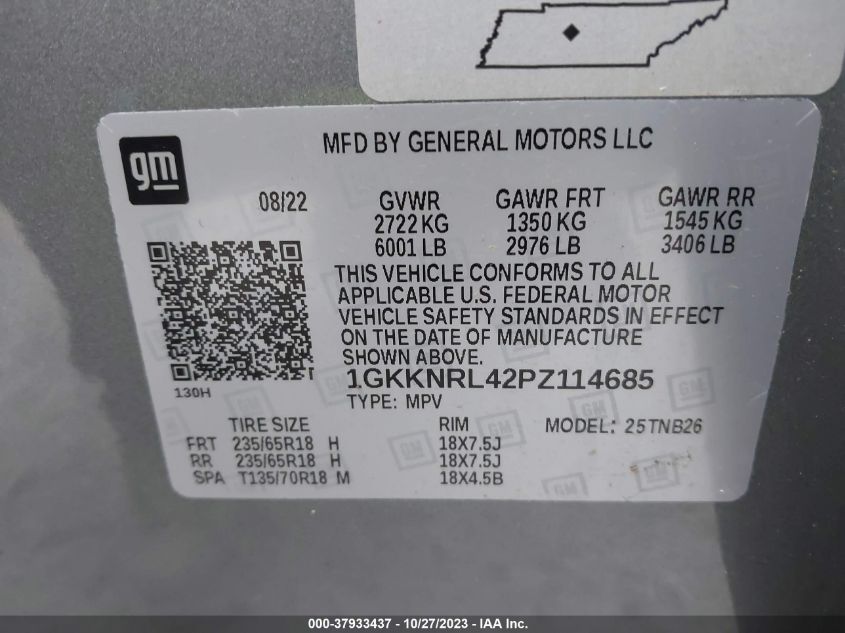 gm
MFD BY GENERAL MOTORS LLC
08/22 GVWR GAWR FRT GAWR RR
2722 KG 1350 KG 1545 KG
6001 LB 2976 LB 3406 LB
THIS VEHICLE CONFORMS TO ALL
APPLICABLE U.S. FEDERAL MOTOR
VEHICLE SAFETY STANDARDS IN EFFECT
ON THE DATE OF MANUFACTURE
SHOWN ABOVE.
1GKKNRL42PZ114685
130H
TYPE: MPV
TIRE SIZE RIM MODEL: 25TNB26
FRT 235/65R18 H 18X7.5J
RR 235/65R18 H 18X7.5J
SPA T135/70R18 M 18X4.5B
000-37933437 - 10/27/2023 - IAA Inc.